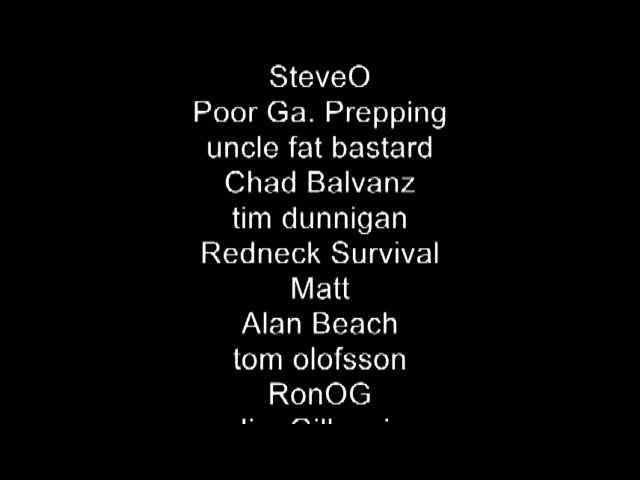 SteveO
Poor Ga. Prepping
uncle fat bastard
Chad Balvanz
tim dunnigan
Redneck Survival
Matt
Alan Beach
tom olofsson
RonOG